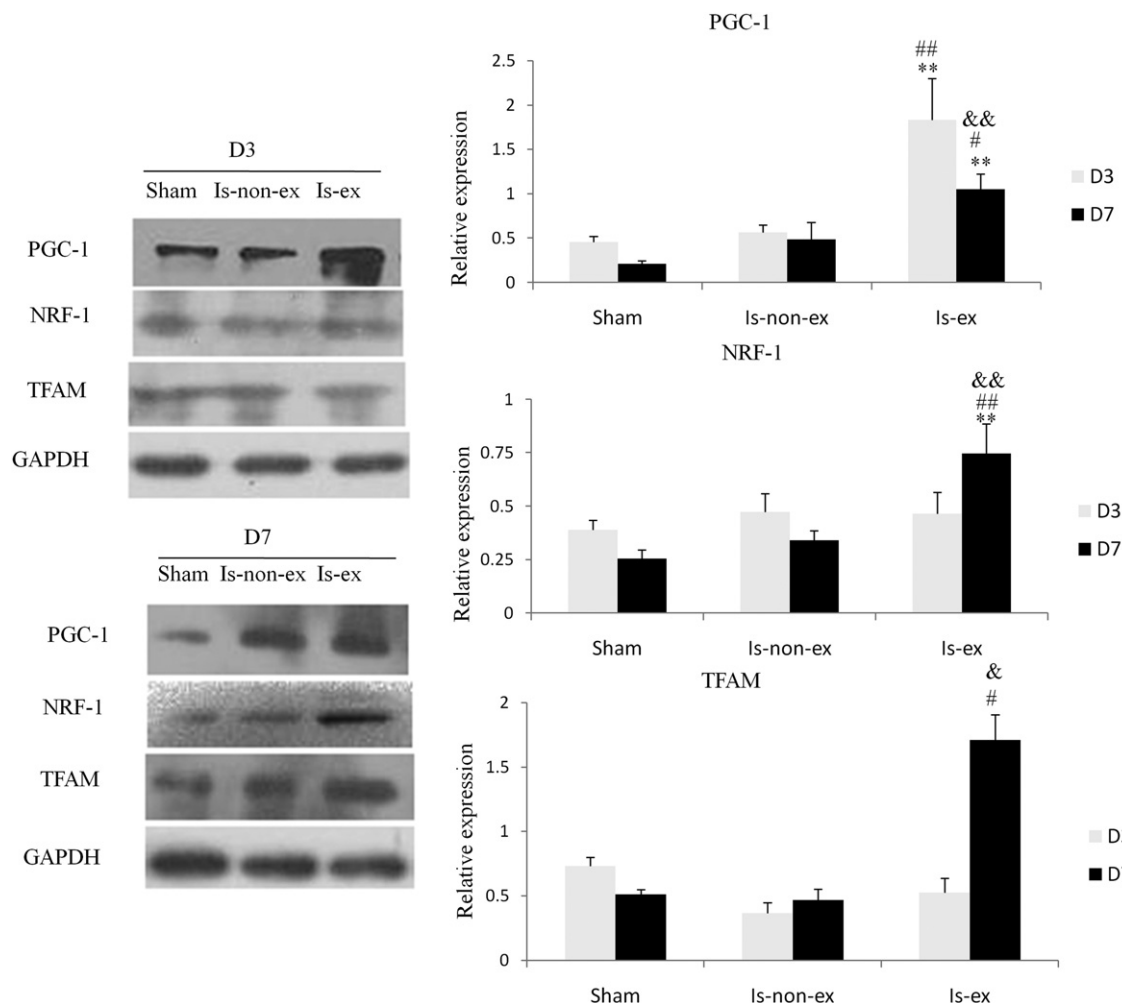 D3
Sham Is-non-ex Is-ex
PGC-1
NRF-1
TFAM
GAPDH
D7
Sham Is-non-ex Is-ex
PGC-1
NRF-1
TFAM
GAPDH
PGC-1
Relative expression
2.5
2
1.5
1
0.5
0
##
**
&&
#
**
Sham Is-non-ex Is-ex
D3
D7
NRF-1
Relative expression
1
0.75
0.5
0.25
0
&&
##
**
Sham Is-non-ex Is-ex
D3
D7
TFAM
Relative expression
2
1.5
1
0.5
0
&
#
Sham Is-non-ex Is-ex
D
D